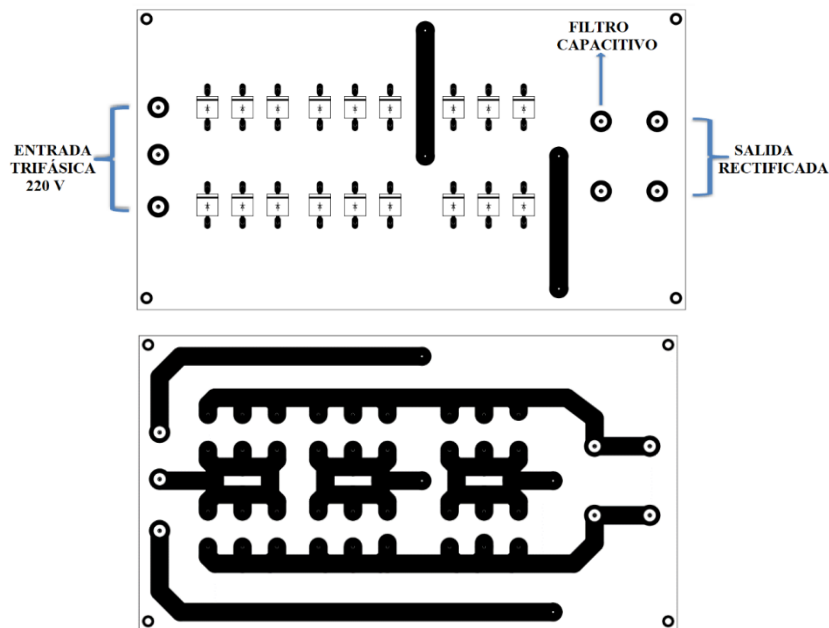 FILTRO
CAPACITIVO
ENTRADA
TRIFÁSICA
220 V
SALIDA
RECTIFICADA